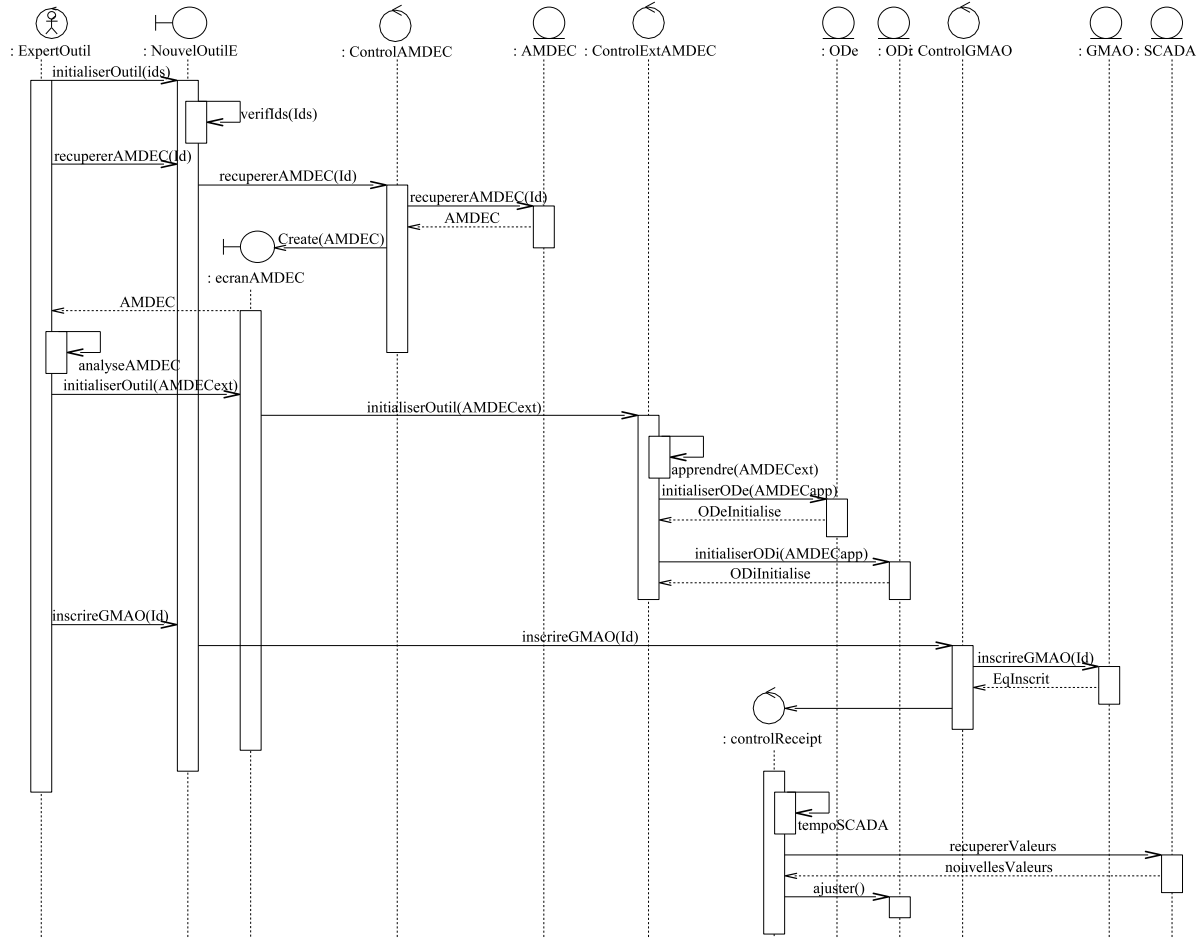 : ExpertOutil
: NouvelOutilE
: ControlAMDEC
: AMDEC
: ControlExtAMDEC
: ODe
: ODi
ControlGMAO
: GMAO
: SCADA
initialiserOutil(ids)
verifIds(Ids)
recupererAMDEC(Id)
recupererAMDEC(Id)
recupererAMDEC(Id)
AMDEC
Create(AMDEC)
: ecranAMDEC
AMDEC
analyseAMDEC
initialiserOutil(AMDECext)
initialiserOutil(AMDECext)
apprendre(AMDECext)
initialiserODe(AMDECapp)
ODeInitialise
initialiserODi(AMDECapp)
ODiInitialise
inscrireGMAO(Id)
inscrireGMAO(Id)
inscrireGMAO(Id)
EqInscrit
: controlReceipt
tempoSCADA
recupererValeurs
nouvellesValeurs
ajuster()